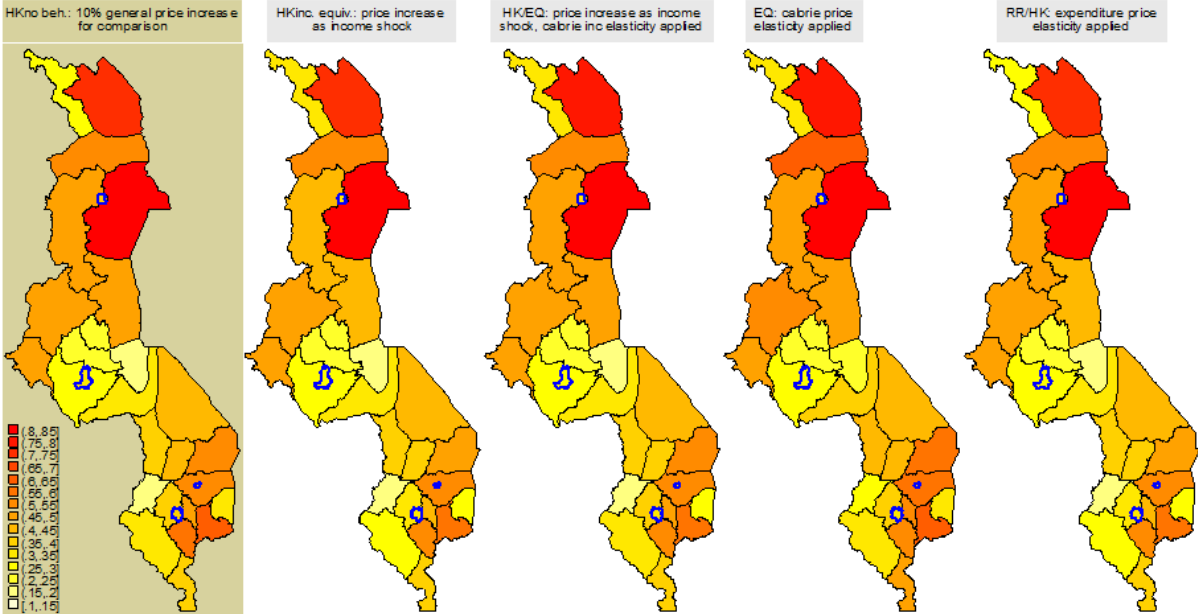 HKno beh.: 10% general price increase
for comparison
HKinc. equiv.: price increase
as income shock
HK/EQ: price increase as income
shock, calorie inc elasticity applied
EQ: calorie price
elasticity applied
RR/HK: expenditure price
elasticity applied
(.8,.85]
(.75,.8]
(.7,.75]
(.65,.7]
(.6,.65]
(.55,.6]
(.5,.55]
(.45,.5]
(.4,.45]
(.35,.4]
(.3,.35]
(.25,.3]
(.2,.25]
(.15,.2]
[.1,.15]